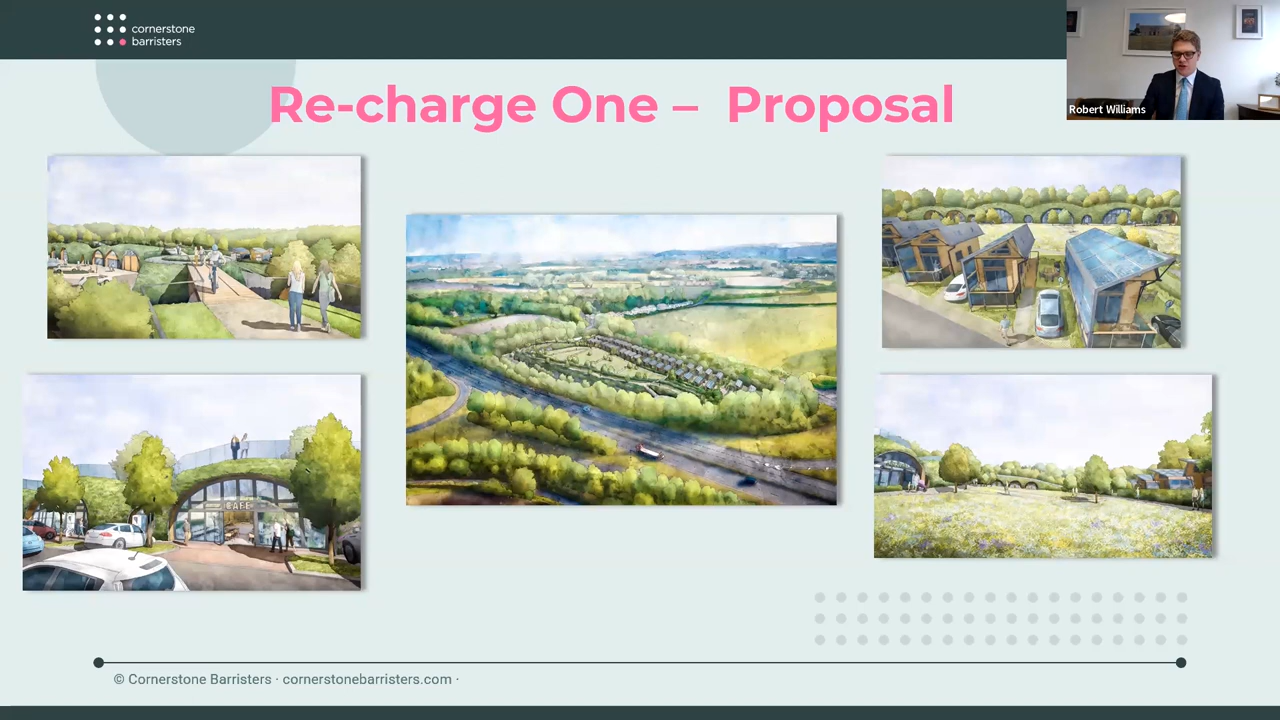 cornerstone
barristers
Robert Williams
Re-charge One – Proposal
CAFE
© Cornerstone Barristers · cornerstonebarristers.com ·